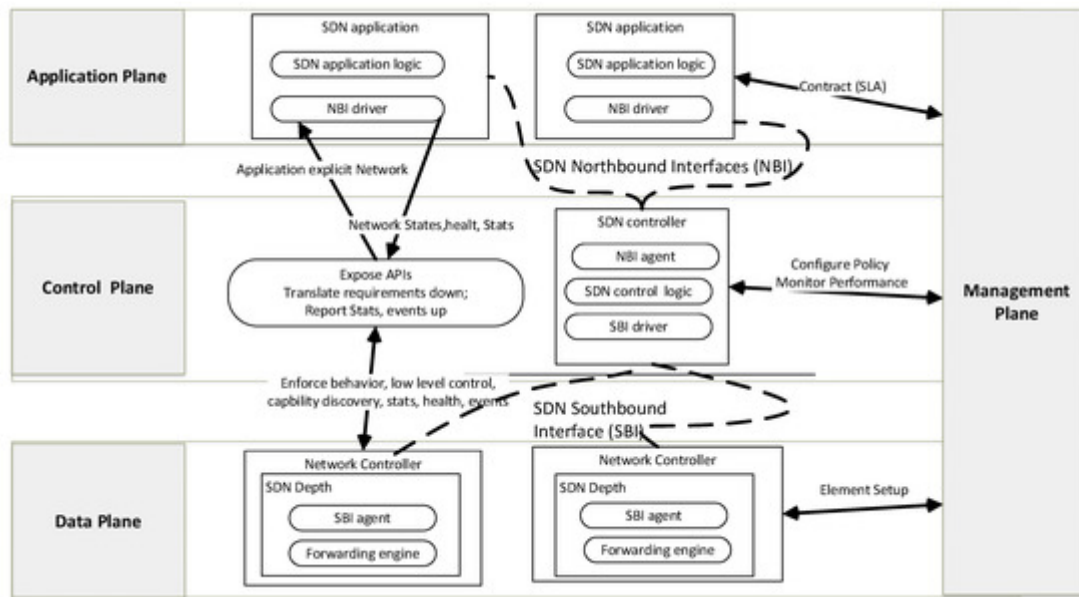 SDN application
SDN application logic
NBI driver
SDN application
SDN application logic
NBI driver
Application Plane
Contract (SLA)
Application explicit Network
SDN Northbound Interfaces (NBI)
Network States,healt, Stats
SDN controller
NBI agent
SDN control logic
SBI driver
Control Plane
Expose APIs
Translate requirements down;
Report Stats, events up
Configure Policy
Monitor Performance
Management
Plane
Enforce behavior, low level control,
capbility discovery, stats, health, events
SDN Southbound
Interface (SBI)
Network Controller
SDN Depth
SBI agent
Forwarding engine
Network Controller
SDN Depth
SBI agent
Forwarding engine
Data Plane
Element Setup